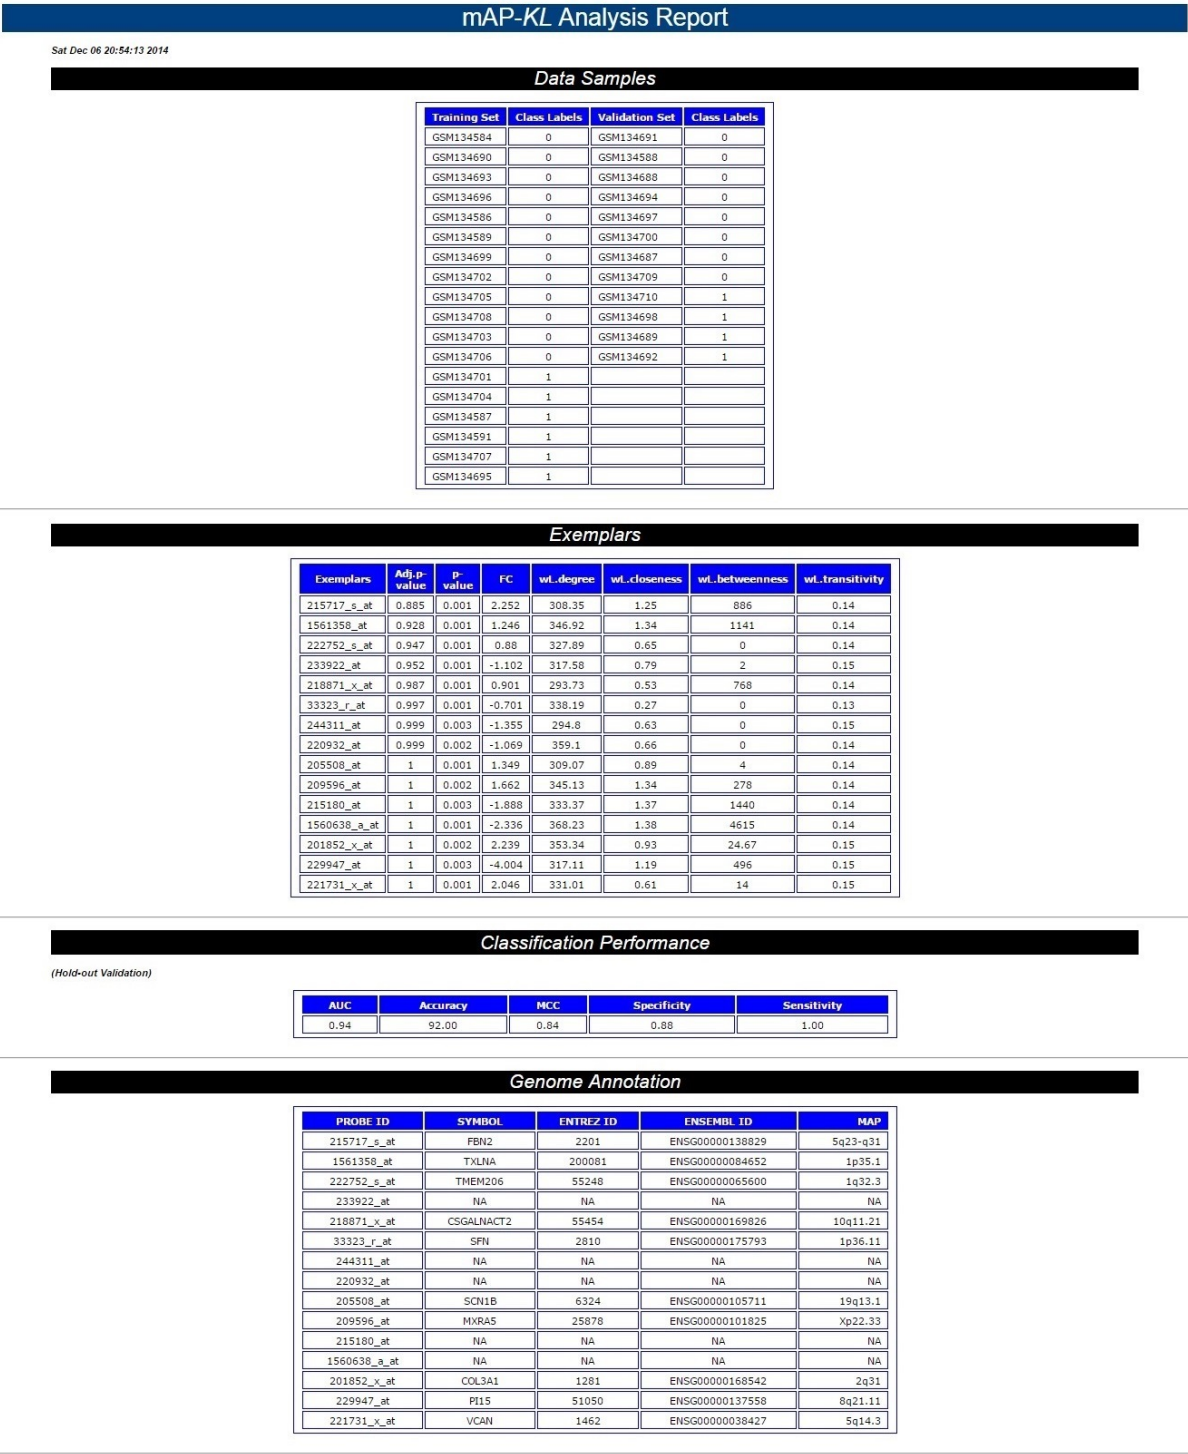 mAP-KL Analysis Report
Sat Dec 06 20:54:13 2014
Data Samples
Training Set Class Labels Validation Set Class Labels
GSM134584 0 GSM134691 0
GSM134690 0 GSM134588 0
GSM134693 0 GSM134688 0
GSM134696 0 GSM134694 0
GSM134586 0 GSM134697 0
GSM134589 0 GSM134700 0
GSM134699 0 GSM134687 0
GSM134702 0 GSM134709 0
GSM134705 0 GSM134710 1
GSM134708 0 GSM134698 1
GSM134703 0 GSM134689 1
GSM134706 0 GSM134692 1
GSM134701 1
GSM134704 1
GSM134587 1
GSM134591 1
GSM134707 1
GSM134695 1
Exemplars
Exemplars Adj.p-value p-value FC wL.degree wL.closeness wL.betweenness wL.transitivity
215717_s_at 0.885 0.001 2.252 308.35 1.25 886 0.14
1561358_at 0.928 0.001 1.246 346.92 1.34 1141 0.14
222752_s_at 0.947 0.001 0.88 327.89 0.65 0 0.14
233922_at 0.952 0.001 -1.102 317.58 0.79 2 0.15
218871_x_at 0.987 0.001 0.901 293.73 0.53 768 0.14
33323_r_at 0.997 0.001 -0.701 338.19 0.27 0 0.13
244311_at 0.999 0.003 -1.355 294.8 0.63 0 0.15
220932_at 0.999 0.002 -1.069 359.1 0.66 0 0.14
205508_at 1 0.001 1.349 309.07 0.89 4 0.14
209596_at 1 0.002 1.662 345.13 1.34 278 0.14
215180_at 1 0.003 -1.888 333.37 1.37 1440 0.14
1560638_a_at 1 0.001 -2.336 368.23 1.38 4615 0.14
201852_x_at 1 0.002 2.239 353.34 0.93 24.67 0.15
229947_at 1 0.003 -4.004 317.11 1.19 496 0.15
221731_x_at 1 0.001 2.046 331.01 0.61 14 0.15
Classification Performance
(Hold-out Validation)
AUC Accuracy MCC Specificity Sensitivity
0.94 92.00 0.84 0.88 1.00
Genome Annotation
PROBE ID SYMBOL ENTREZ ID ENSEMBL ID MAP
215717_s_at FBN2 2201 ENSG00000138829 5q23-q31
1561358_at TXLNA 200081 ENSG00000084652 1p35.1
222752_s_at TMEM206 55248 ENSG00000065600 1q32.3
233922_at NA NA NA NA
218871_x_at CSGALNACT2 55454 ENSG00000169826 10q11.21
33323_r_at SFN 2810 ENSG00000175793 1p36.11
244311_at NA NA NA NA
220932_at NA NA NA NA
205508_at SCN1B 6324 ENSG00000105711 19q13.1
209596_at MXRA5 25878 ENSG00000101825 Xp22.33
215180_at NA NA NA NA
1560638_a_at NA NA NA NA
201852_x_at COL3A1 1281 ENSG00000168542 2q31
229947_at PI15 51050 ENSG00000137558 8q21.11
221731_x_at VCAN 1462 ENSG00000038427 5q14.3